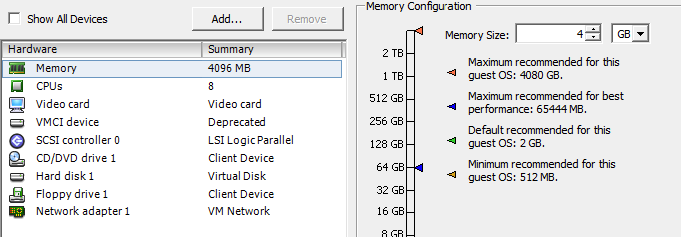 Show All Devices
Add...
Remove
Hardware Summary
Memory 4096 MB
CPUs 8
Video card Video card
VMCI device Deprecated
SCSI controller 0 LSI Logic Parallel
CD/DVD drive 1 Client Device
Hard disk 1 Virtual Disk
Floppy drive 1 Client Device
Network adapter 1 VM Network
Memory Configuration
Memory Size: 4 GB
2 TB
1 TB
512 GB
256 GB
128 GB
64 GB
32 GB
16 GB
8 GB
Maximum recommended for this
guest OS: 4080 GB.
Maximum recommended for best
performance: 65444 MB.
Default recommended for this
guest OS: 2 GB.
Minimum recommended for this
guest OS: 512 MB.